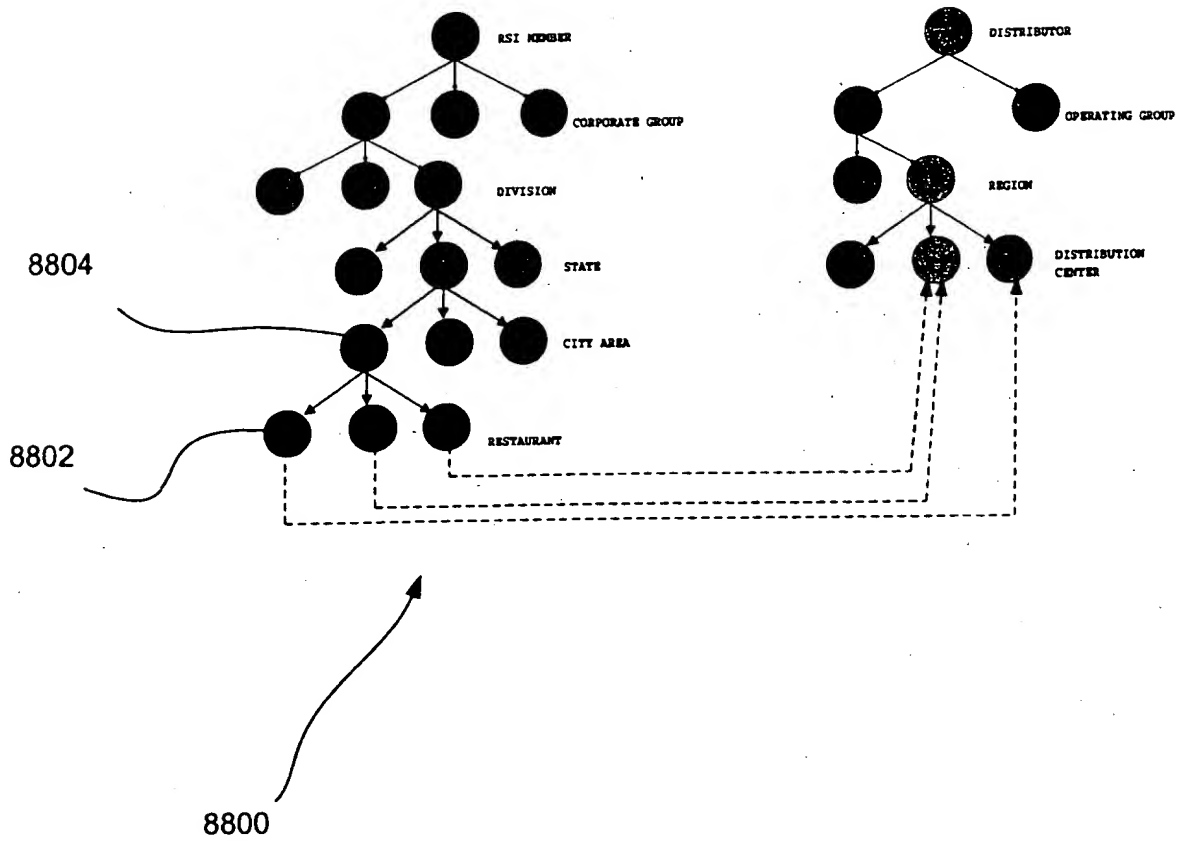 RSI MEMBER
DISTRIBUTOR
CORPORATE GROUP
OPERATING GROUP
DIVISION
REGION
8804
STATE
DISTRIBUTION
CENTER
CITY AREA
8802
RESTAURANT
8800